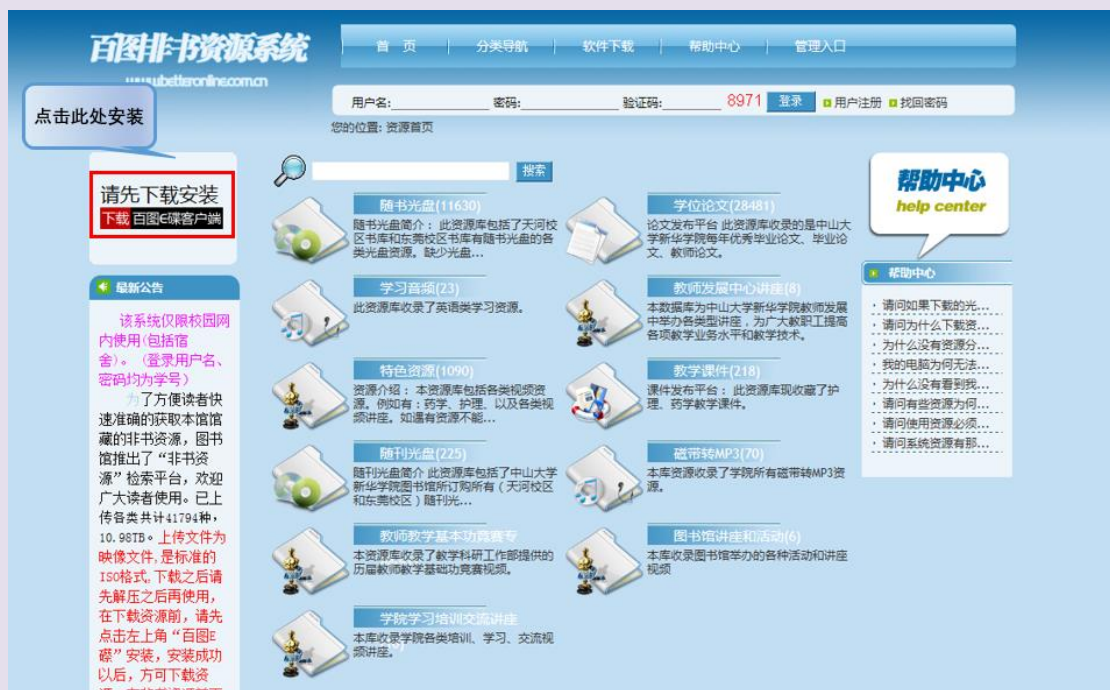 百图非书资源系统
www.ubetteronline.com.cn
首 页
分类导航
软件下载
帮助中心
管理入口
用户名:
密码:
验证码:
8971
登录
用户注册
找回密码
您的位置: 资源首页
点击此处安装
请先下载安装
下载 百图e碟客户端
搜索
随书光盘(11630)
随书光盘简介： 此资源库包括了天河校
区书库和东莞校区书库有随书光盘的各
类光盘资源。缺少光盘...
学位论文(28481)
论文发布平台 此资源库收录的是中山大
学新华学院每年优秀毕业论文、毕业论
文、教师论文。
学习音频(23)
此资源库收录了英语类学习资源。
教师发展中心讲座(8)
本数据库为中山大学新华学院教师发展
中举办各类型讲座，为广大教职工提高
各项教学业务水平和教学技术。
特色资源(1090)
资源介绍： 本资源库包括各类视频资
源。例如有：药学、护理、以及各类视
频讲座。如遇有资源不能...
教学课件(218)
课件发布平台： 此资源库现收藏了护
理、药学教学课件。
随刊光盘(225)
随刊光盘简介 此资源库包括了中山大学
新华学院图书馆所订购所有（天河校区
和东莞校区）随刊光...
磁带转MP3(70)
本库资源收录了学院所有磁带转MP3资
源。
教师教学基本功竞赛专
本资源库收录了教学科研工作部提供的
历届教师教学基础功竞赛视频。
图书馆讲座和活动(6)
本库收录图书馆举办的各种活动和讲座
视频
学院学习培训交流讲座
本库收录学院各类培训、学习、交流视
频讲座。
帮助中心
help center
帮助中心
· 请问如果下载的光...
· 请问为什么下载资...
· 为什么没有资源分...
· 我的电脑为何无法...
· 为什么没有看到我...
· 请问有些资源为何...
· 请问使用资源必须...
· 请问系统资源有那...
最新公告
该系统仅限校园网
内使用(包括宿
舍)。（登录用户名、
密码均为学号）
为了方便读者快
速准确的获取本馆馆
藏的非书资源，图书
馆推出了“非书资
源”检索平台，欢迎
广大读者使用。已上
传各类共计41794种，
10.98TB。上传文件为
映像文件,是标准的
ISO格式,下载之后请
先解压之后再使用，
在下载资源前，请先
点击左上角“百图E
碟”安装，安装成功
以后，方可下载资